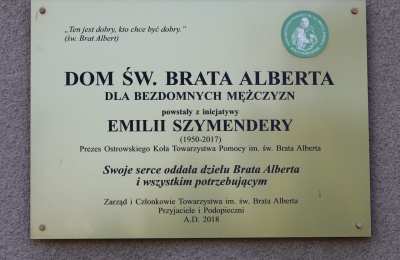 „Ten jest dobry, kto chce być dobry."
(św. Brat Albert)
DOM ŚW. BRATA ALBERTA
DLA BEZDOMNYCH MĘŻCZYZN
powstały z inicjatywy
EMILII SZYMENDERY
(1950-2017)
Prezes Ostrowskiego Koła Towarzystwa Pomocy im. św. Brata Alberta
Swoje serce oddała dziełu Brata Alberta
i wszystkim potrzebującym
Zarząd i Członkowie Towarzystwa im. św. Brata Alberta
Przyjaciele i Podopieczni
A.D. 2018